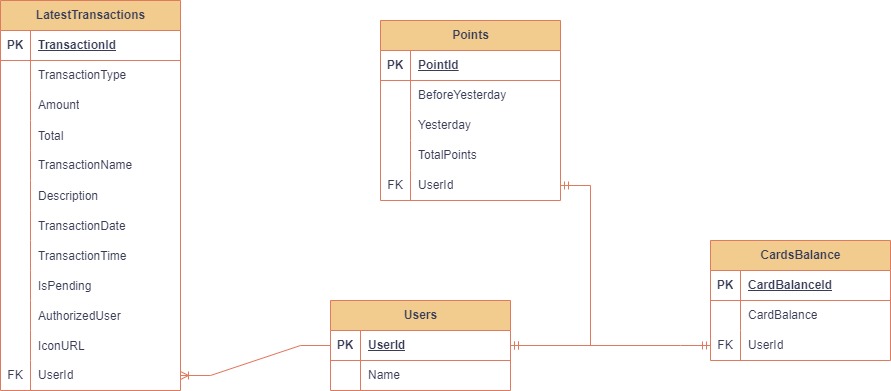 LatestTransactions
PK TransactionId
TransactionType
Amount
Total
TransactionName
Description
TransactionDate
TransactionTime
IsPending
AuthorizedUser
IconURL
FK UserId
Points
PK PointId
BeforeYesterday
Yesterday
TotalPoints
FK UserId
Users
PK UserId
Name
CardsBalance
PK CardBalanceId
CardBalance
FK UserId